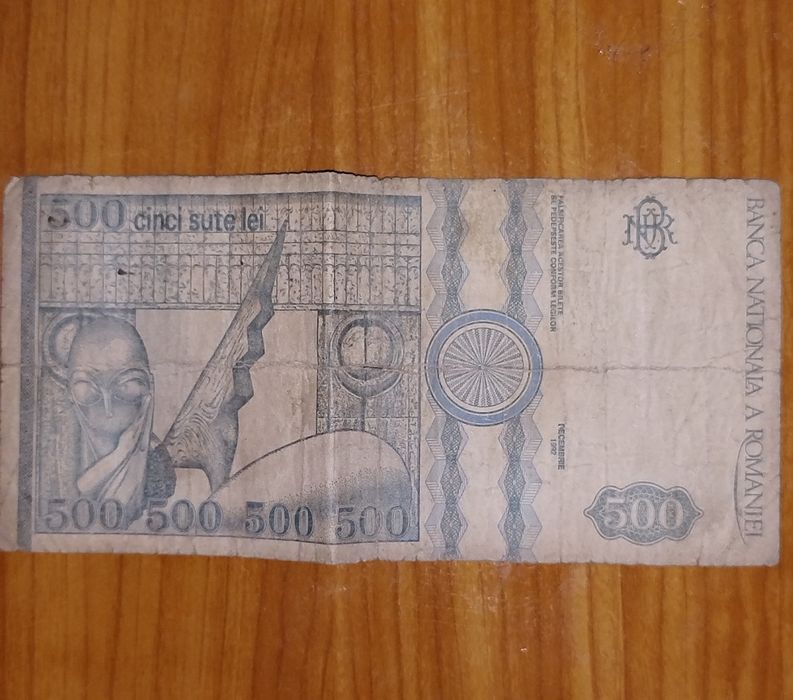 500 cinci sute lei
500 500 500 500
FALSIFICAREA ACESTOR BILETE
SE PEDEPSESTE CONFORM LEGILOR
DECEMBRIE
1992
500
BANCA NATIONALA A ROMANIEI